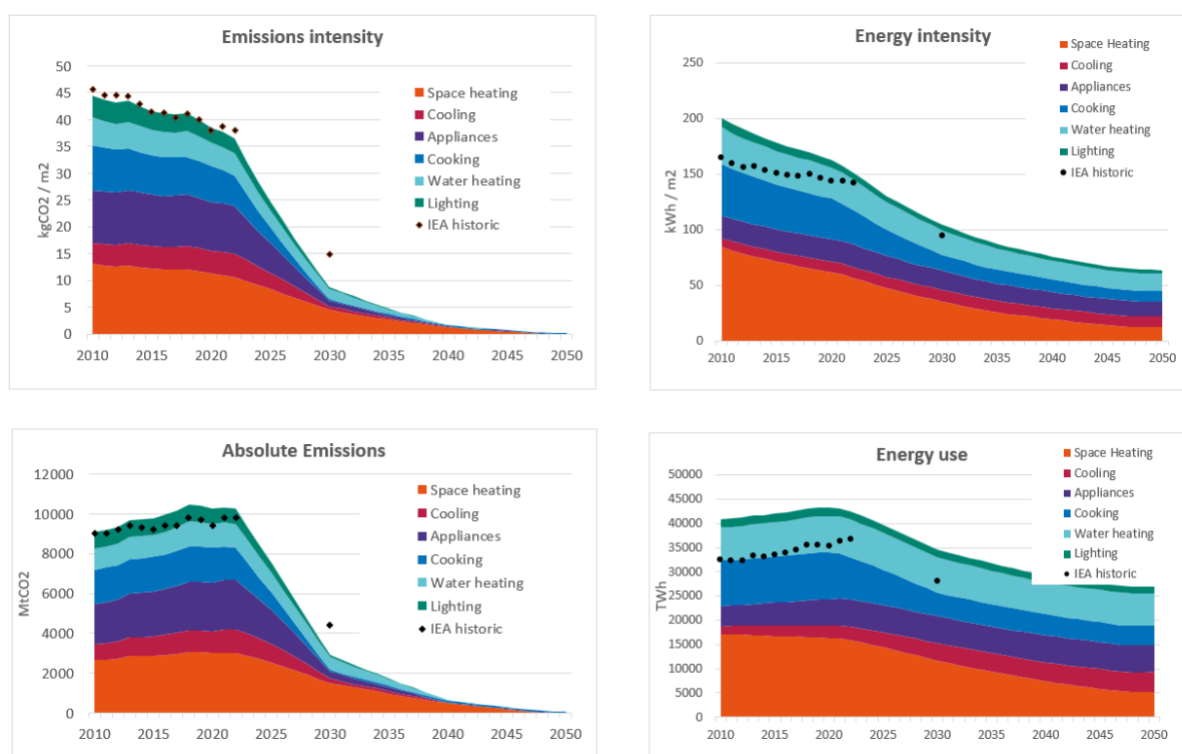 Emissions intensity
50
45
40
35
30
25
20
15
10
5
0
kgCO2 / m2
2010 2015 2020 2025 2030 2035 2040 2045 2050
Space heating
Cooling
Appliances
Cooking
Water heating
Lighting
IEA historic
Energy intensity
250
200
150
100
50
0
kWh / m2
2010 2015 2020 2025 2030 2035 2040 2045 2050
Space Heating
Cooling
Appliances
Cooking
Water heating
Lighting
IEA historic
Absolute Emissions
12000
10000
8000
6000
4000
2000
0
MtCO2
2010 2015 2020 2025 2030 2035 2040 2045 2050
Space heating
Cooling
Appliances
Cooking
Water heating
Lighting
IEA historic
Energy use
50000
45000
40000
35000
30000
25000
20000
15000
10000
5000
0
TWh
2010 2015 2020 2025 2030 2035 2040 2045 2050
Space Heating
Cooling
Appliances
Cooking
Water heating
Lighting
IEA historic